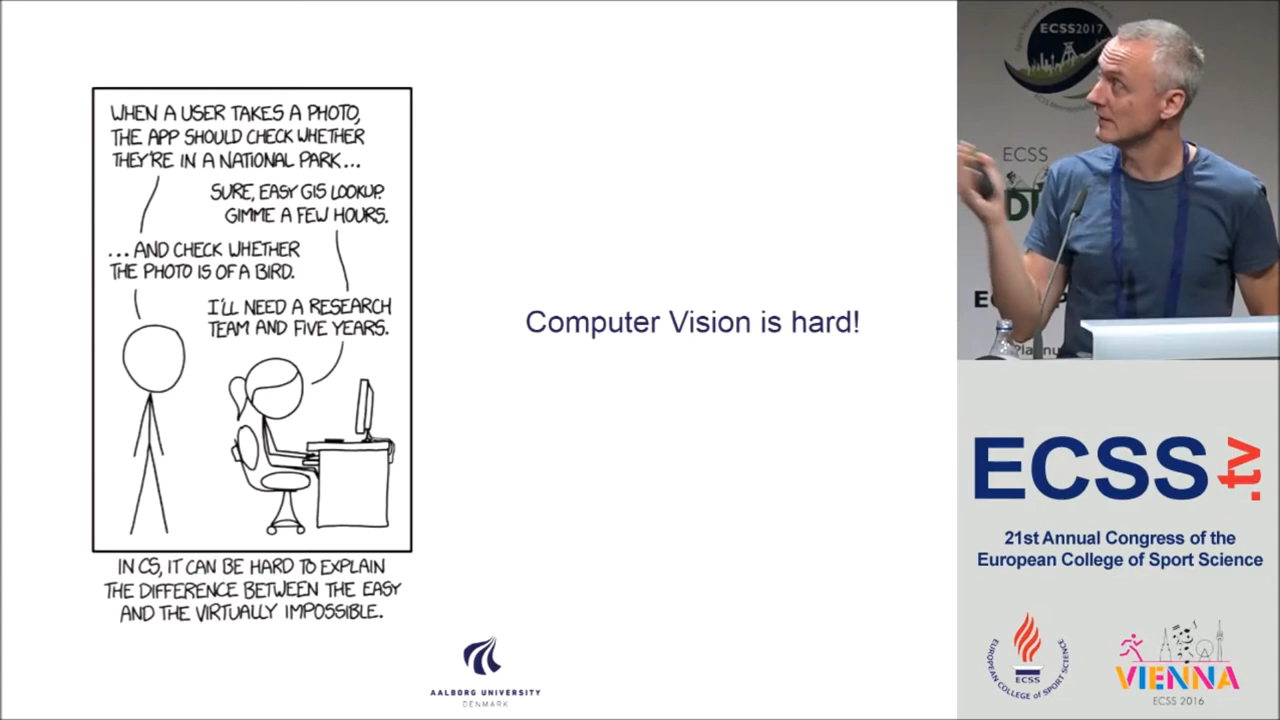 WHEN A USER TAKES A PHOTO,
THE APP SHOULD CHECK WHETHER
THEY'RE IN A NATIONAL PARK...
SURE, EASY GIS LOOKUP.
GIMME A FEW HOURS.
...AND CHECK WHETHER
THE PHOTO IS OF A BIRD.
I'LL NEED A RESEARCH
TEAM AND FIVE YEARS.
IN CS, IT CAN BE HARD TO EXPLAIN
THE DIFFERENCE BETWEEN THE EASY
AND THE VIRTUALLY IMPOSSIBLE.
Computer Vision is hard!
AALBORG UNIVERSITY
DENMARK
ECSS2017
ECSS
ECSS.tv
21st Annual Congress of the
European College of Sport Science
EUROPEAN COLLEGE OF SPORT SCIENCE
ECSS
VIENNA
ECSS 2016